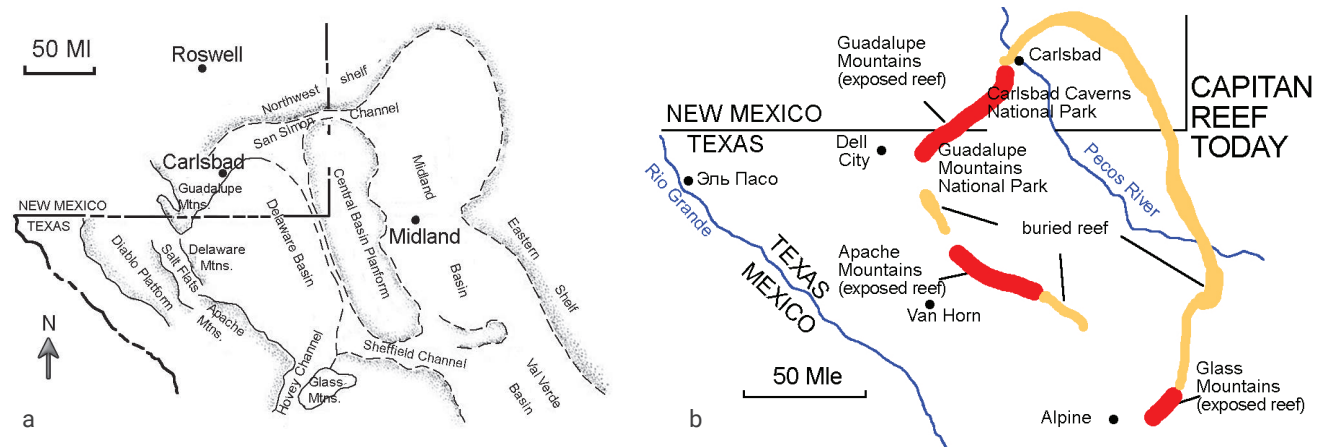 50 MI
Roswell
Northwest shelf
San Simon Channel
Carlsbad
Guadalupe
Mtns.
NEW MEXICO
TEXAS
Diablo Platform
Salt Flats
Delaware
Mtns.
Delaware Basin
Central Basin Planform
Midland
Basin
Midland
Eastern
Shelf
Apache
Mtns.
N
Hovey Channel
Glass
Mtns.
Sheffield Channel
Val Verde
Basin
a
Guadalupe
Mountains
(exposed reef)
Carlsbad
Carlsbad Caverns
National Park
CAPITAN
REEF
TODAY
NEW MEXICO
TEXAS
Dell
City
Guadalupe
Mountains
National Park
Эль Пасо
Rio Grande
Pecos River
buried reef
TEXAS
MEXICO
Apache
Mountains
(exposed reef)
Van Horn
50 Mle
Glass
Mountains
(exposed reef)
Alpine
b